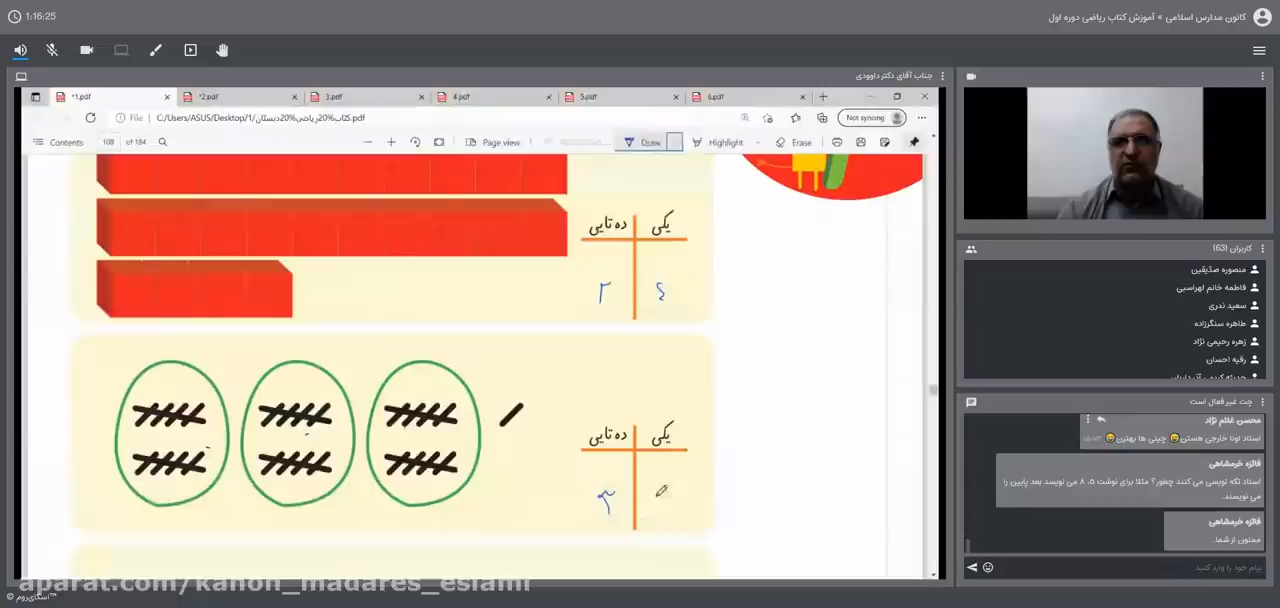 1:16:25
کانون مدارس اسلامی » آموزش کتاب ریاضی دوره اول
جناب آقای دکتر داوودی
*1.pdf
*2.pdf
3.pdf
4.pdf
5.pdf
6.pdf
File
C:/Users/ASUS/Desktop/1/کتاب%20ریاضی%20دبستان.pdf
Not syncing
Contents
108 of 184
Page view
Draw
Highlight
Erase
ده تایی یکی
۲ ٤
ده تایی یکی
۳
کاربران (63)
منصوره صدّیقین
فاطمه خانم لهراسبی
سعید ندری
طاهره سنگرزاده
زهره رحیمی نژاد
رقیه احسان
چت غیر فعال است
محسن غلام نژاد
استاد اونا خارجی هستن😅 چینی ها بهترن😄
فائزه خرمشاهی
استاد تکه نویسی می کنند چطور؟ مثلا برای نوشت ۵، ۸ می نویسد بعد پایین را
می نویسند.
فائزه خرمشاهی
ممنون از شما.
پیام خود را وارد کنید
aparat.com/kanon_madares_eslami
© اسکای‌روم™